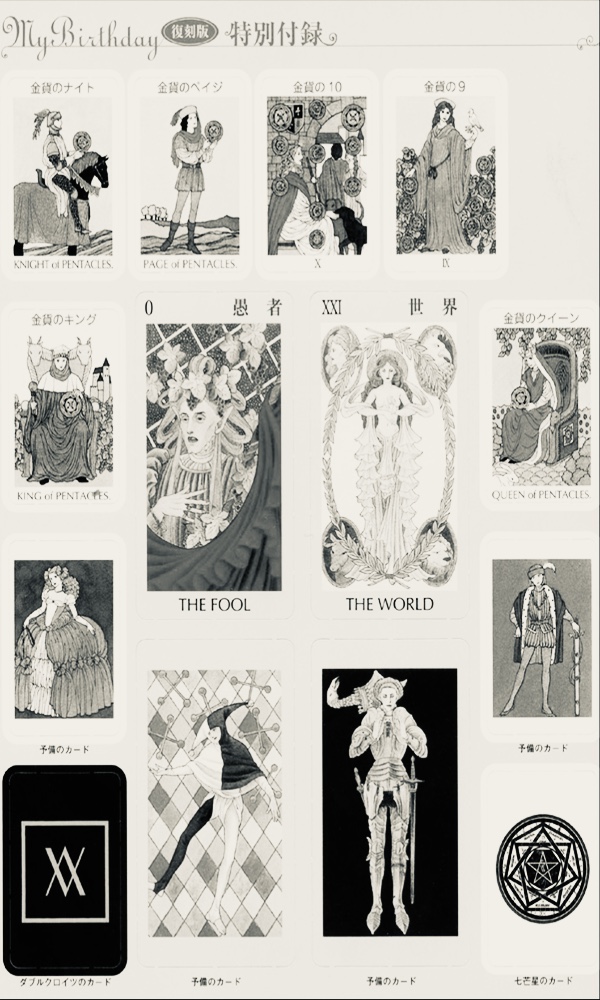 My Birthday 復刻版 特別付録
金貨のナイト
KNIGHT of PENTACLES.
金貨のペイジ
PAGE of PENTACLES.
金貨の10
X
金貨の9
IX
金貨のキング
KING of PENTACLES.
0 愚者
THE FOOL
XXI 世界
THE WORLD
金貨のクイーン
QUEEN of PENTACLES.
予備のカード
予備のカード
ダブルクロイツのカード
予備のカード
予備のカード
七芒星のカード